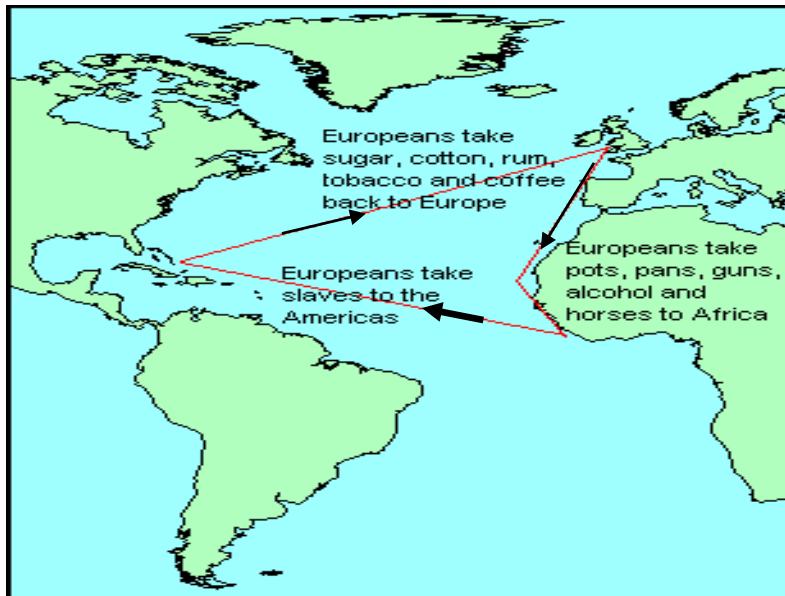 Europeans take
sugar, cotton, rum,
tobacco and coffee
back to Europe
Europeans take
pots, pans, guns,
alcohol and
horses to Africa
Europeans take
slaves to the
Americas